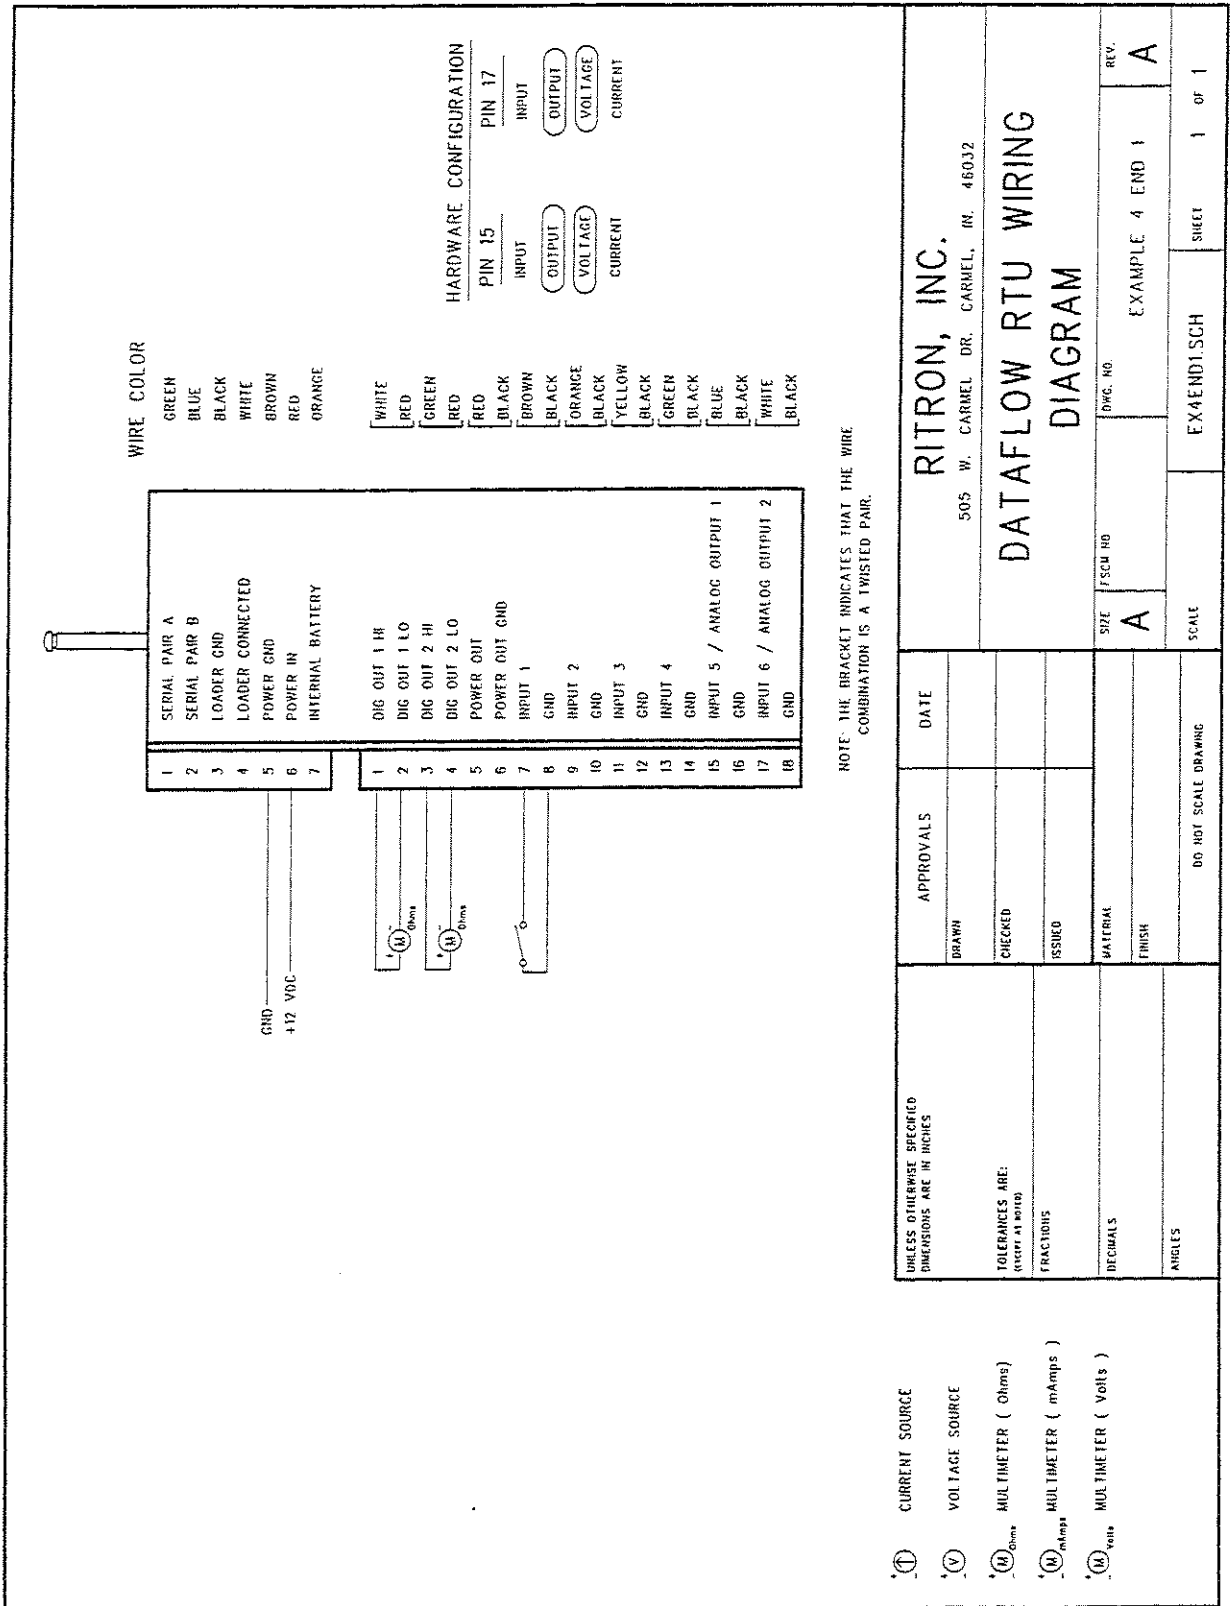 WIRE COLOR
1 SERIAL PAIR A GREEN
2 SERIAL PAIR B BLUE
3 LOADER GND BLACK
4 LOADER CONNECTED WHITE
GND 5 POWER GND BROWN
+12 VDC 6 POWER IN RED
7 INTERNAL BATTERY ORANGE
1 DIG OUT 1 HI WHITE
2 DIG OUT 1 LO RED
3 DIG OUT 2 HI GREEN
4 DIG OUT 2 LO RED
5 POWER OUT RED
6 POWER OUT GND BLACK
7 INPUT 1 BROWN
8 GND BLACK
9 INPUT 2 ORANGE
10 GND BLACK
11 INPUT 3 YELLOW
12 GND BLACK
13 INPUT 4 GREEN
14 GND BLACK
15 INPUT 5 / ANALOG OUTPUT 1 BLUE
16 GND BLACK
17 INPUT 6 / ANALOG OUTPUT 2 WHITE
18 GND BLACK
+ M - Ohms
+ M - Ohms
HARDWARE CONFIGURATION
PIN 15 PIN 17
INPUT INPUT
OUTPUT OUTPUT
VOLTAGE VOLTAGE
CURRENT CURRENT
NOTE: THE BRACKET INDICATES THAT THE WIRE
COMBINATION IS A TWISTED PAIR.
CURRENT SOURCE
V VOLTAGE SOURCE
M Ohms MULTIMETER ( Ohms)
M mAmps MULTIMETER ( mAmps )
M Volts MULTIMETER ( Volts )
UNLESS OTHERWISE SPECIFIED
DIMENSIONS ARE IN INCHES
TOLERANCES ARE:
(EXCEPT AS NOTED)
FRACTIONS
DECIMALS
ANGLES
APPROVALS DATE
DRAWN
CHECKED
ISSUED
MATERIAL
FINISH
DO NOT SCALE DRAWING
RITRON, INC.
505 W. CARMEL DR. CARMEL, IN. 46032
DATAFLOW RTU WIRING
DIAGRAM
SIZE
A
FSCM NO
DWG. NO.
EXAMPLE 4 END 1
REV.
A
SCALE
EX4END1.SCH
SHEET 1 OF 1